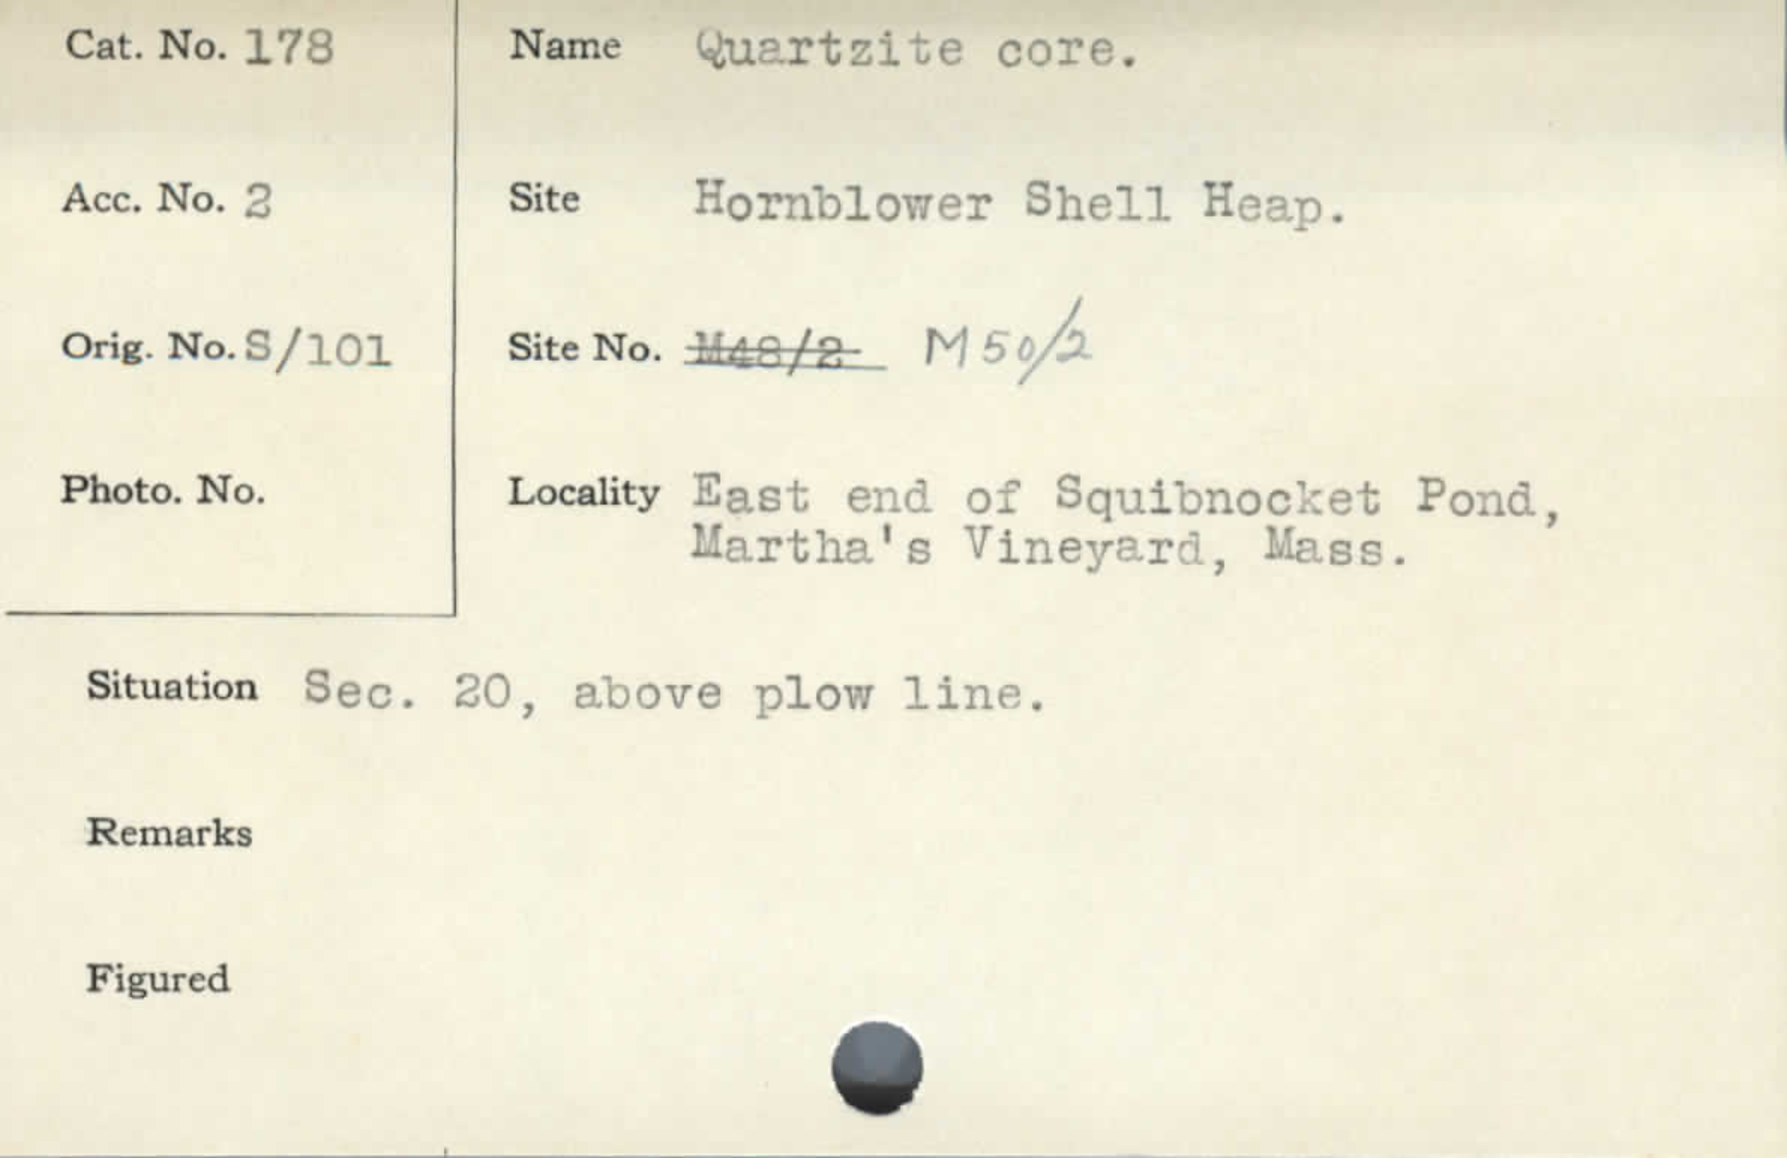 Cat. No. 178
Acc. No. 2
Orig. No. S/101
Photo. No.
Name Quartzite core.
Site Hornblower Shell Heap.
Site No. M48/2 M50/2
Locality East end of Squibnocket Pond,
Martha's Vineyard, Mass.
Situation Sec. 20, above plow line.
Remarks
Figured